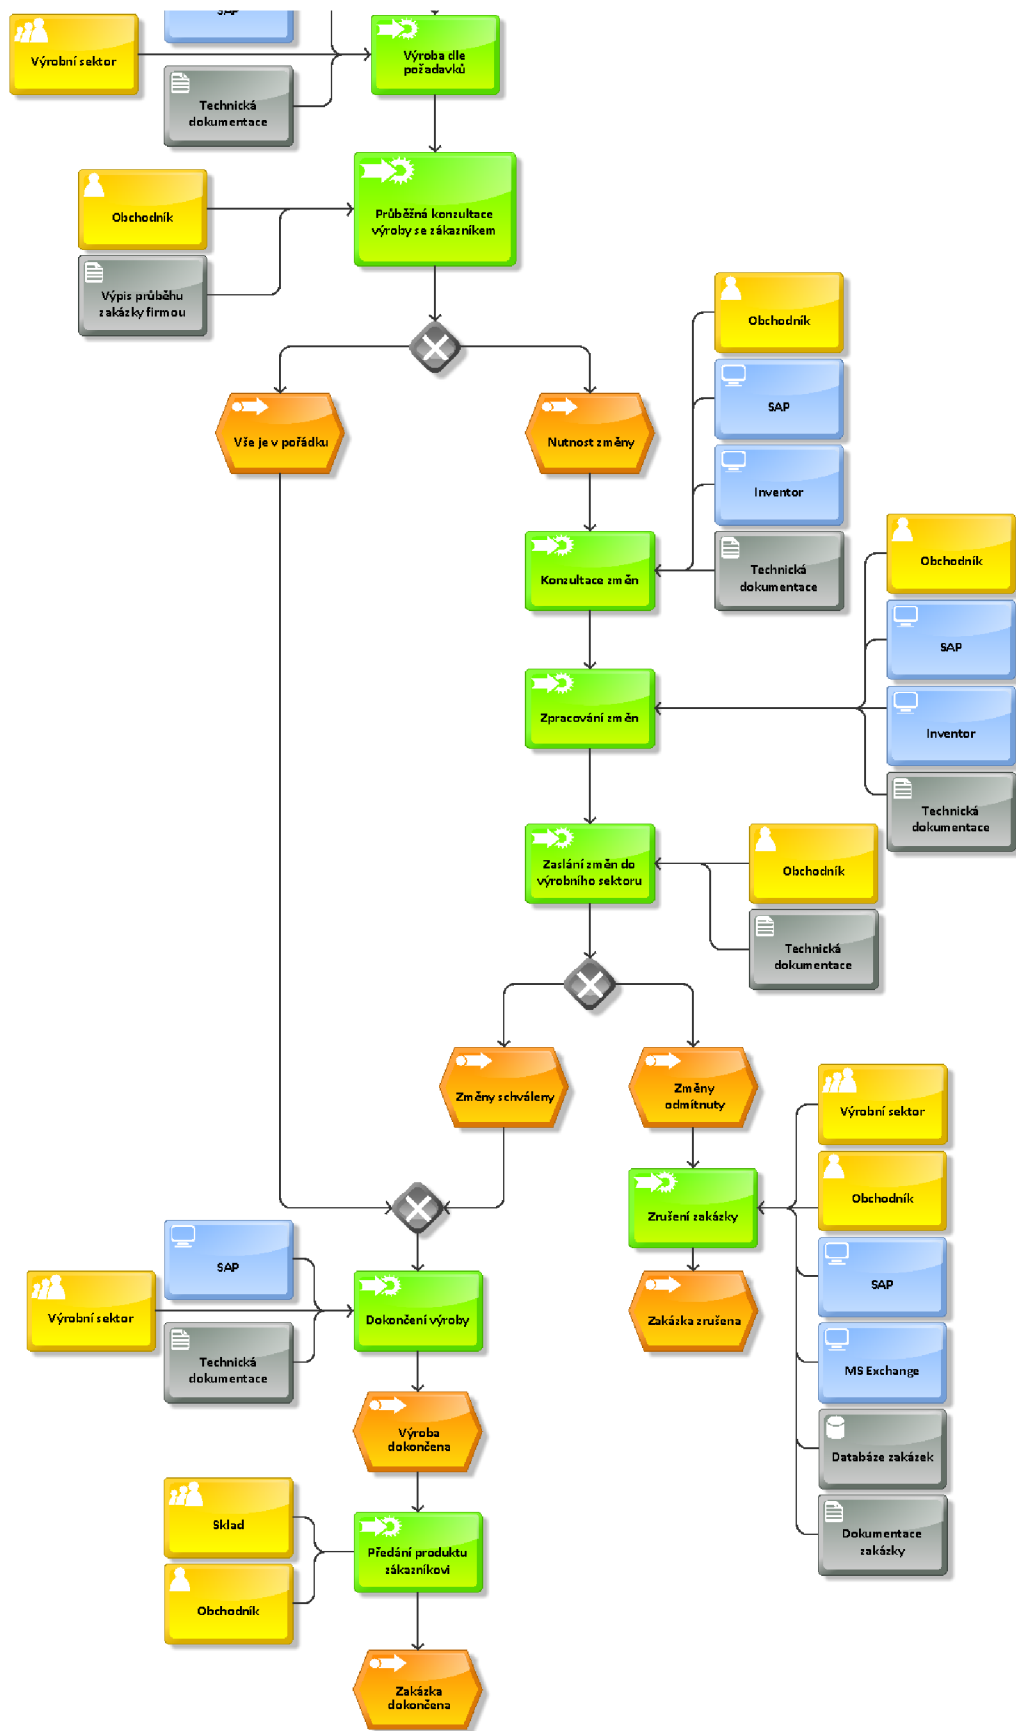 SAP
Výrobní sektor
Výroba dle
požadavků
Technická
dokumentace
Průběžná konzultace
výroby se zákazníkem
Obchodník
Výpis průběhu
zakázky firmou
Obchodník
SAP
Inventor
Technická
dokumentace
Vše je v pořádku
Nutnost změny
Konzultace změn
Obchodník
SAP
Inventor
Technická
dokumentace
Zpracování změn
Zaslání změn do
výrobního sektoru
Obchodník
Technická
dokumentace
Změny schváleny
Změny
odmítnuty
Výrobní sektor
Obchodník
SAP
MS Exchange
Databáze zakázek
Dokumentace
zakázky
Zrušení zakázky
Zakázka zrušena
SAP
Výrobní sektor
Technická
dokumentace
Dokončení výroby
Výroba
dokončena
Sklad
Obchodník
Předání produktu
zákazníkovi
Zakázka
dokončena